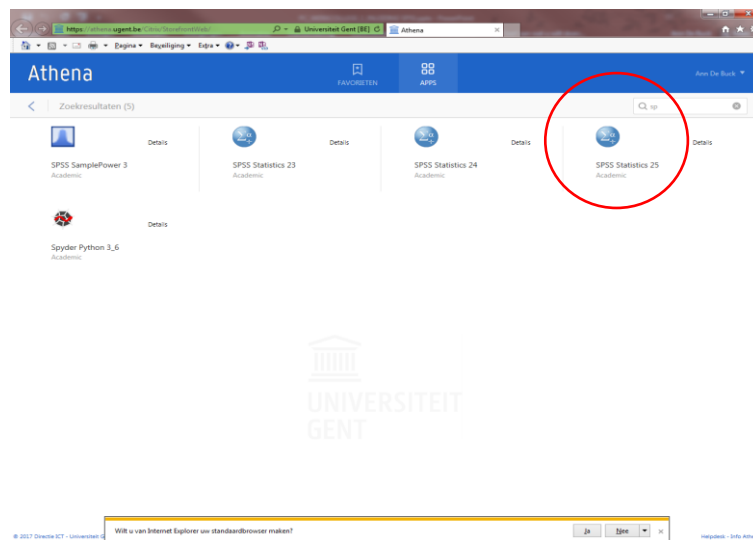 https://athena.ugent.be/Citrix/StorefrontWeb/
Universiteit Gent [BE]
Athena
Pagina
Beveiliging
Extra
Athena
FAVORIETEN
APPS
Ann De Buck
Zoekresultaten (5)
sp
Details
Details
Details
Details
SPSS SamplePower 3
SPSS Statistics 23
SPSS Statistics 24
SPSS Statistics 25
Academic
Academic
Academic
Academic
Details
Spyder Python 3_6
Academic
UNIVERSITEIT
GENT
Wilt u van Internet Explorer uw standaardbrowser maken?
Ja
Nee
© 2017 Directie ICT - Universiteit G
Helpdesk - Info Ath